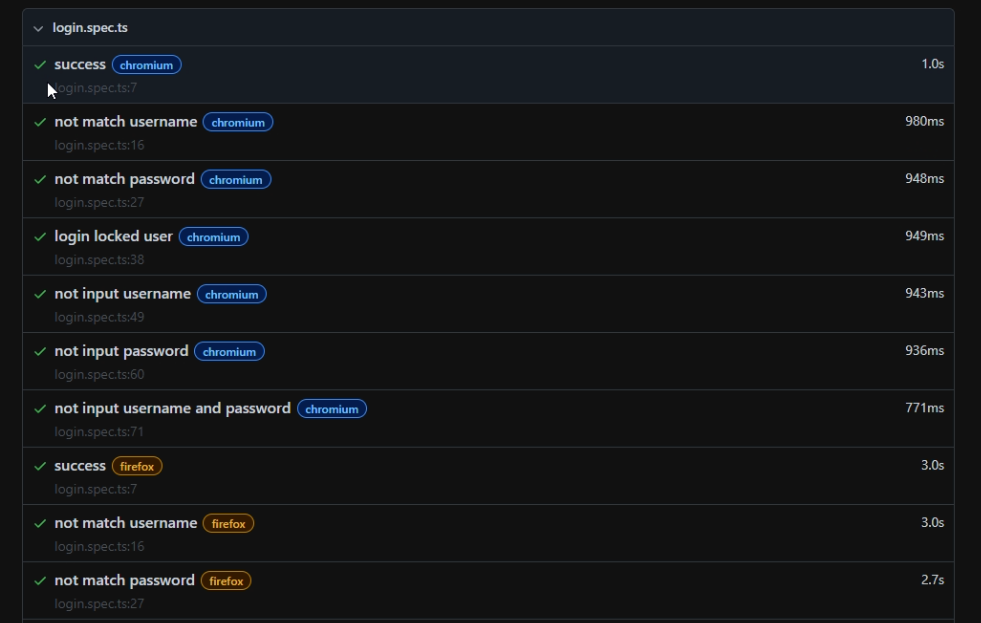 login.spec.ts
success chromium 1.0s
login.spec.ts:7
not match username chromium 980ms
login.spec.ts:16
not match password chromium 948ms
login.spec.ts:27
login locked user chromium 949ms
login.spec.ts:38
not input username chromium 943ms
login.spec.ts:49
not input password chromium 936ms
login.spec.ts:60
not input username and password chromium 771ms
login.spec.ts:71
success firefox 3.0s
login.spec.ts:7
not match username firefox 3.0s
login.spec.ts:16
not match password firefox 2.7s
login.spec.ts:27